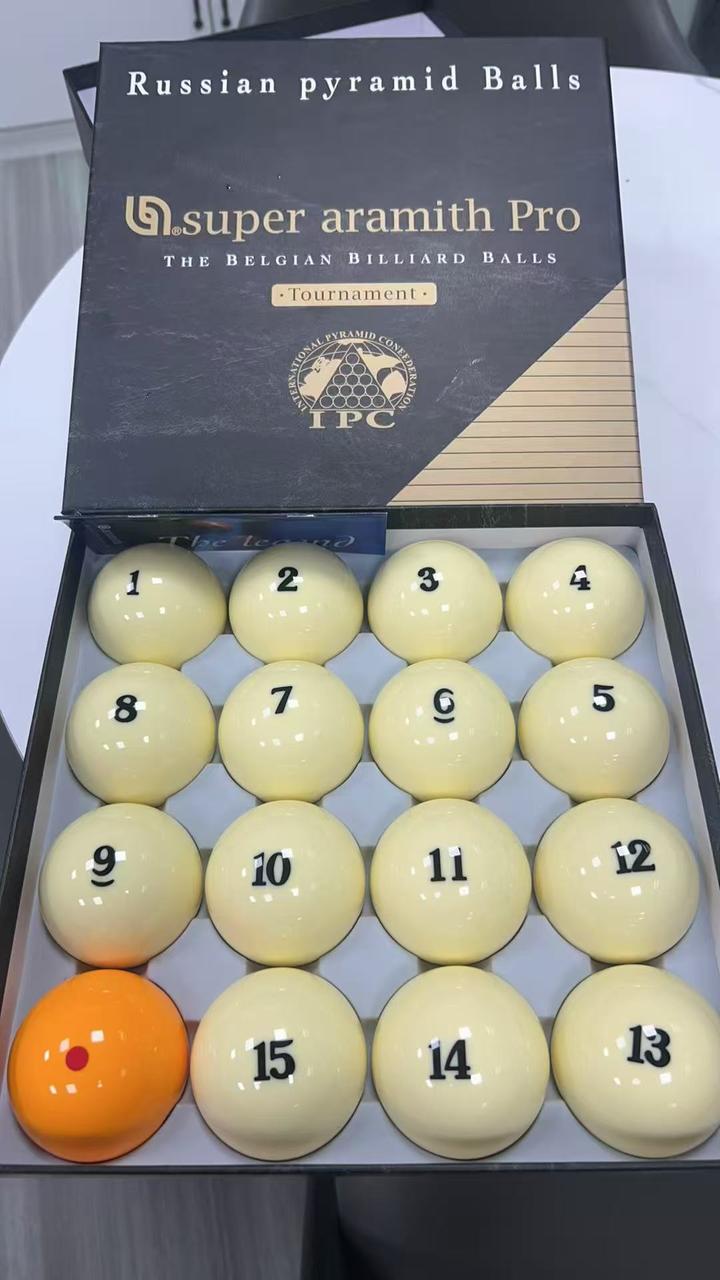 Russian pyramid Balls
® super aramith Pro
THE BELGIAN BILLIARD BALLS
· Tournament ·
INTERNATIONAL PYRAMID CONFEDERATION
IPC
The legend
1 2 3 4
8 7 6 5
9 10 11 12
15 14 13